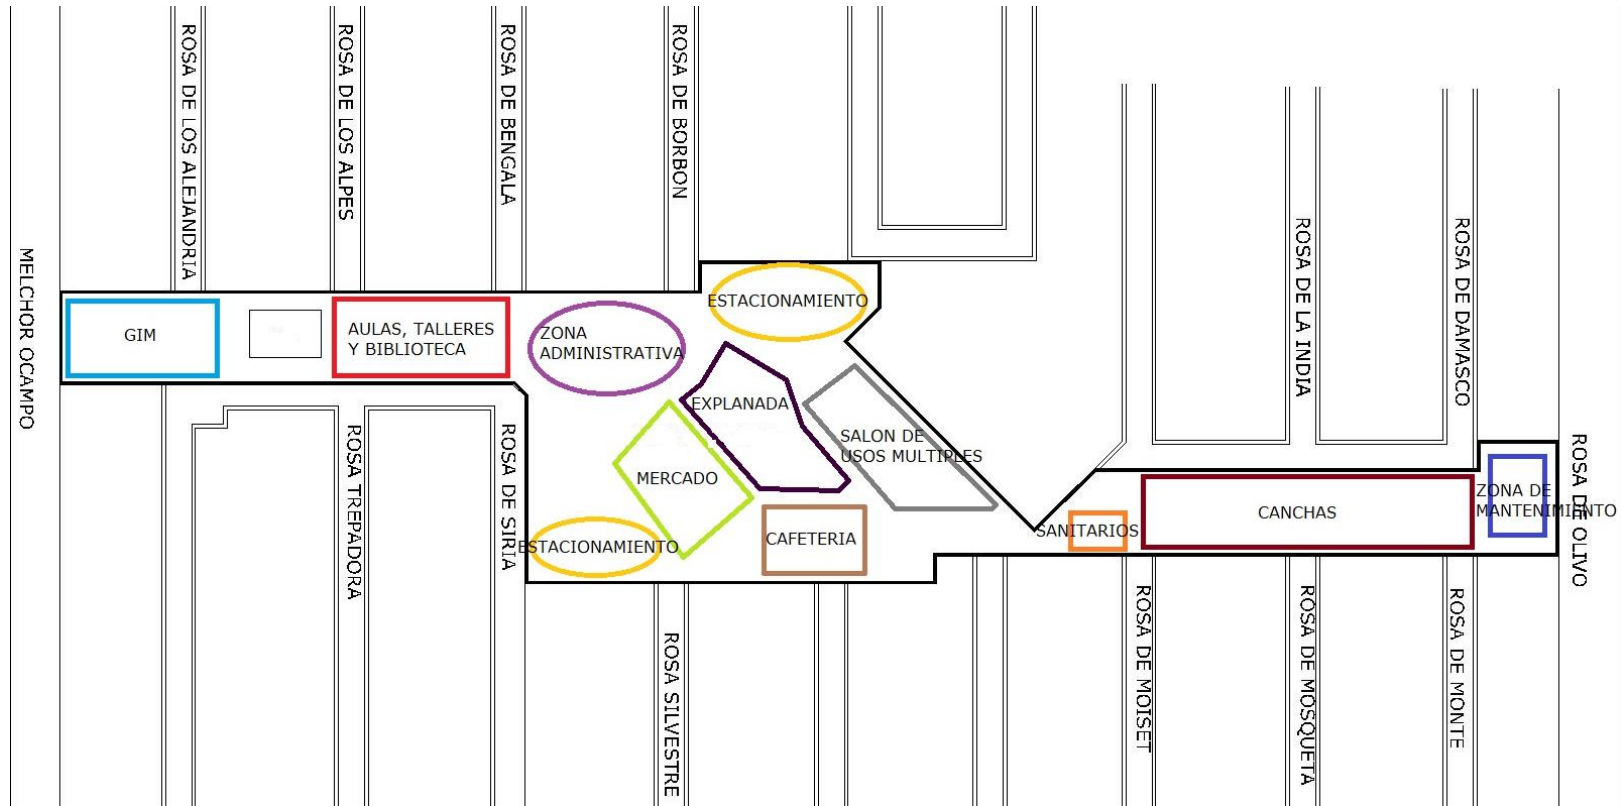 ROSA DE LOS ALEJANDRIA
ROSA DE LOS ALPES
ROSA DE BENGALA
ROSA DE BORBON
MELCHOR OCAMPO
GIM
AULAS, TALLERES
Y BIBLIOTECA
ZONA
ADMINISTRATIVA
ESTACIONAMIENTO
EXPLANADA
SALON DE
USOS MULTIPLES
MERCADO
ESTACIONAMIENTO
CAFETERIA
SANITARIOS
CANCHAS
ZONA DE
MANTENIMIENTO
ROSA DE LA INDIA
ROSA DE DAMASCO
ROSA DE OLIVO
ROSA TREPADORA
ROSA DE SIRIA
ROSA SILVESTRE
ROSA DE MOISET
ROSA DE MOSQUETA
ROSA DE MONTE